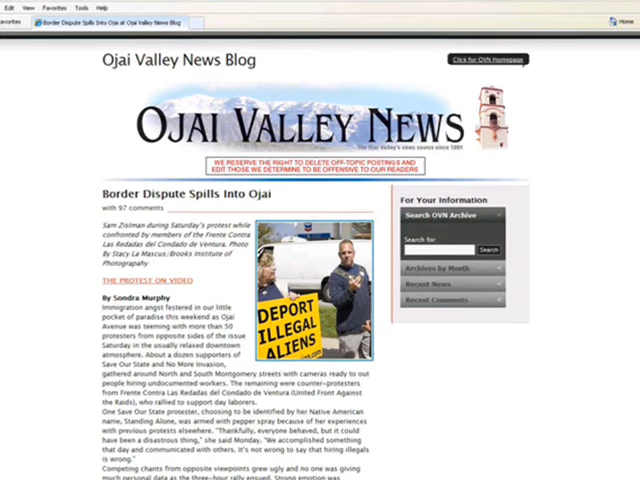 Edit View Favorites Tools Help
Favorites Border Dispute Spills Into Ojai at Ojai Valley News Blog Home
Ojai Valley News Blog
Click for OVN Homepage
OJAI VALLEY NEWS
The Ojai Valley's news source since 1891
WE RESERVE THE RIGHT TO DELETE OFF-TOPIC POSTINGS AND
EDIT THOSE WE DETERMINE TO BE OFFENSIVE TO OUR READERS
Border Dispute Spills Into Ojai
with 97 comments
Sam Zislman during Saturday's protest while
confronted by members of the Frente Contra
Las Redadas del Condado de Ventura. Photo
By Stacy La Mascus/Brooks Institute of
Photograpahy
THE PROTEST ON VIDEO
By Sondra Murphy
Immigration angst festered in our little
pocket of paradise this weekend as Ojai
Avenue was teeming with more than 50
protesters from opposite sides of the issue
Saturday in the usually relaxed downtown
atmosphere. About a dozen supporters of
Save Our State and No More Invasion,
gathered around North and South Montgomery streets with cameras ready to out
people hiring undocumented workers. The remaining were counter-protesters
from Frente Contra Las Redadas del Condado de Ventura (United Front Against
the Raids), who rallied to support day laborers.
One Save Our State protester, choosing to be identified by her Native American
name, Standing Alone, was armed with pepper spray because of her experiences
with previous protests elsewhere. "Thankfully, everyone behaved, but it could
have been a disastrous thing," she said Monday. "We accomplished something
that day and communicated with others. It's not wrong to say that hiring illegals
is wrong."
Competing chants from opposite viewpoints grew ugly and no one was giving
much personal data as the three-hour rally ensued. Strong emotion was
DEPORT
ILLEGAL
ALIENS
.com
For Your Information
Search OVN Archive
Search for:
Search
Archives by Month
Recent News
Recent Comments